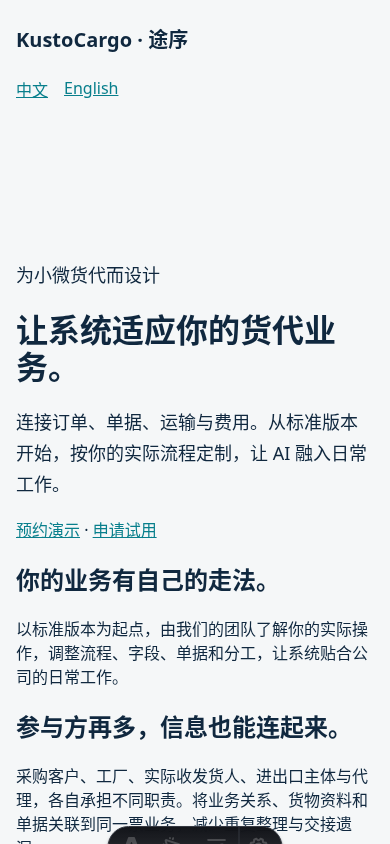 KustoCargo · 途序
中文 English
为小微货代而设计
让系统适应你的货代业
务。
连接订单、单据、运输与费用。从标准版本
开始，按你的实际流程定制，让 AI 融入日常
工作。
预约演示 · 申请试用
你的业务有自己的走法。
以标准版本为起点，由我们的团队了解你的实际操
作，调整流程、字段、单据和分工，让系统贴合公
司的日常工作。
参与方再多，信息也能连起来。
采购客户、工厂、实际收发货人、进出口主体与代
理，各自承担不同职责。将业务关系、货物资料和
单据关联到同一票业务，减少重复整理与交接遗